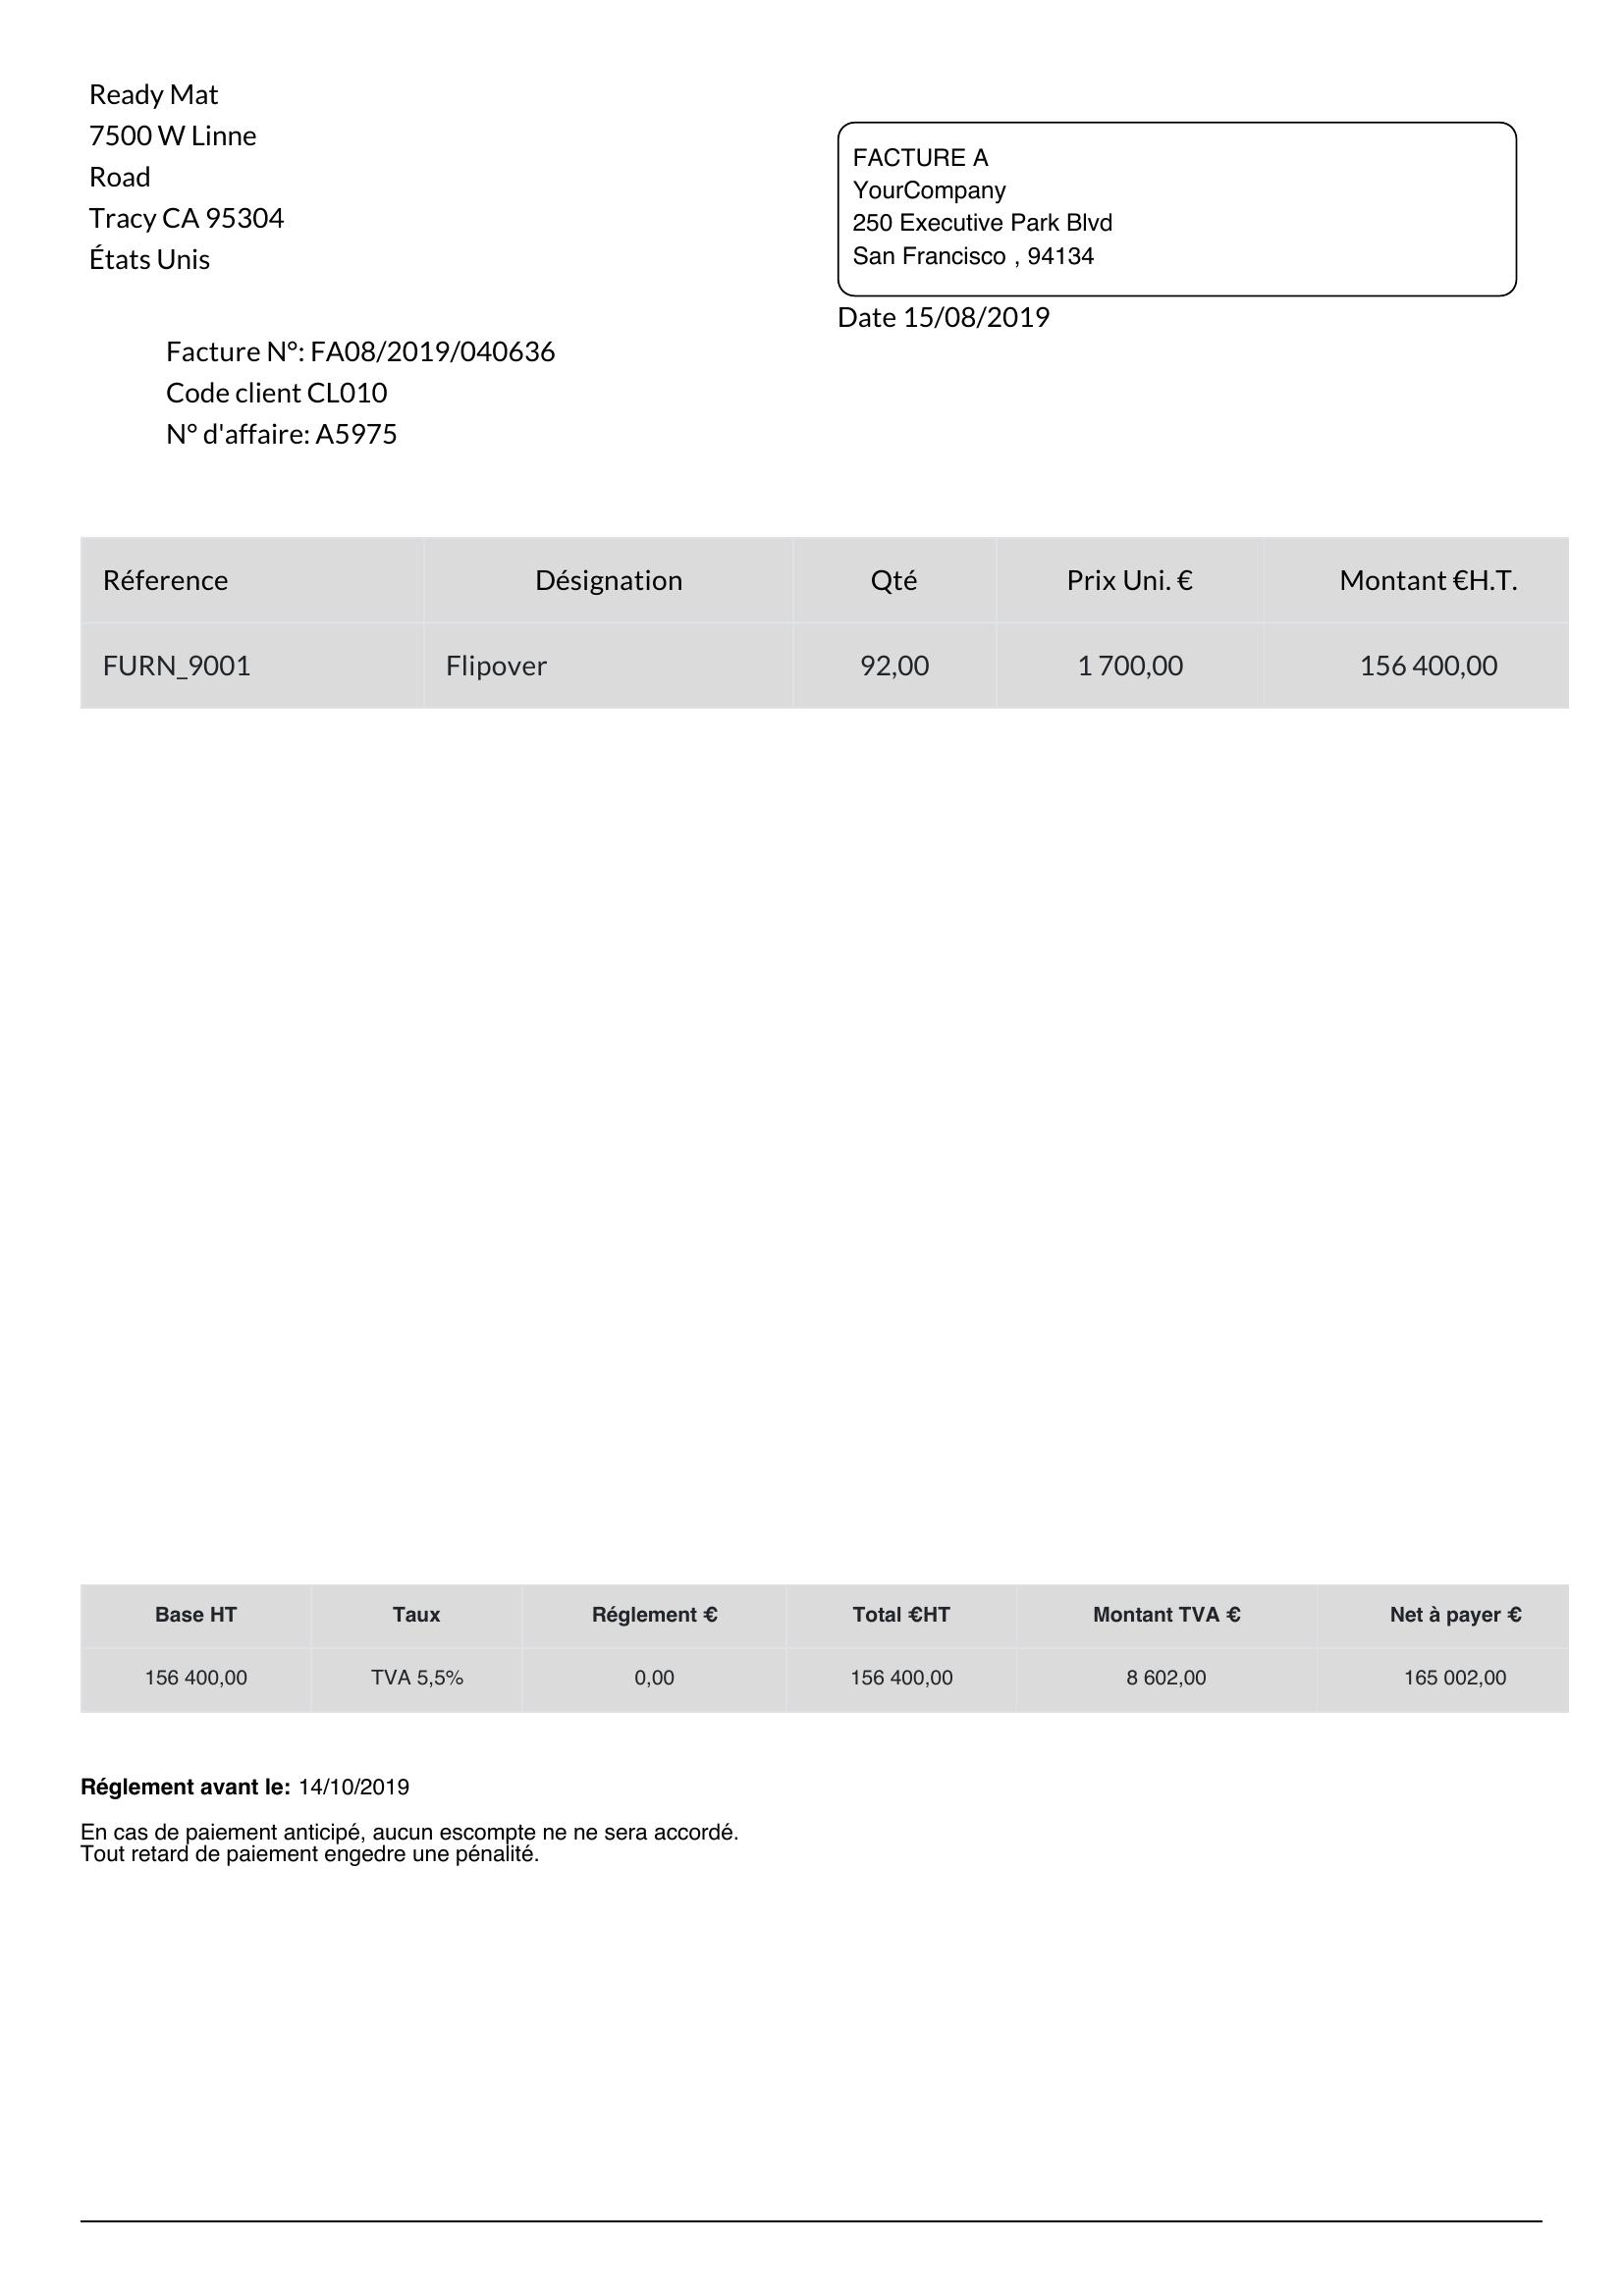 Ready Mat
7500 W Linne
Road
Tracy CA 95304
États Unis
FACTURE A
YourCompany
250 Executive Park Blvd
San Francisco , 94134
Date 15/08/2019
Facture N°: FA08/2019/040636
Code client CL010
N° d'affaire: A5975
Réference Désignation Qté Prix Uni. € Montant €H.T.
FURN_9001 Flipover 92,00 1 700,00 156 400,00
Base HT Taux Réglement € Total €HT Montant TVA € Net à payer €
156 400,00 TVA 5,5% 0,00 156 400,00 8 602,00 165 002,00
Réglement avant le: 14/10/2019
En cas de paiement anticipé, aucun escompte ne ne sera accordé.
Tout retard de paiement engedre une pénalité.